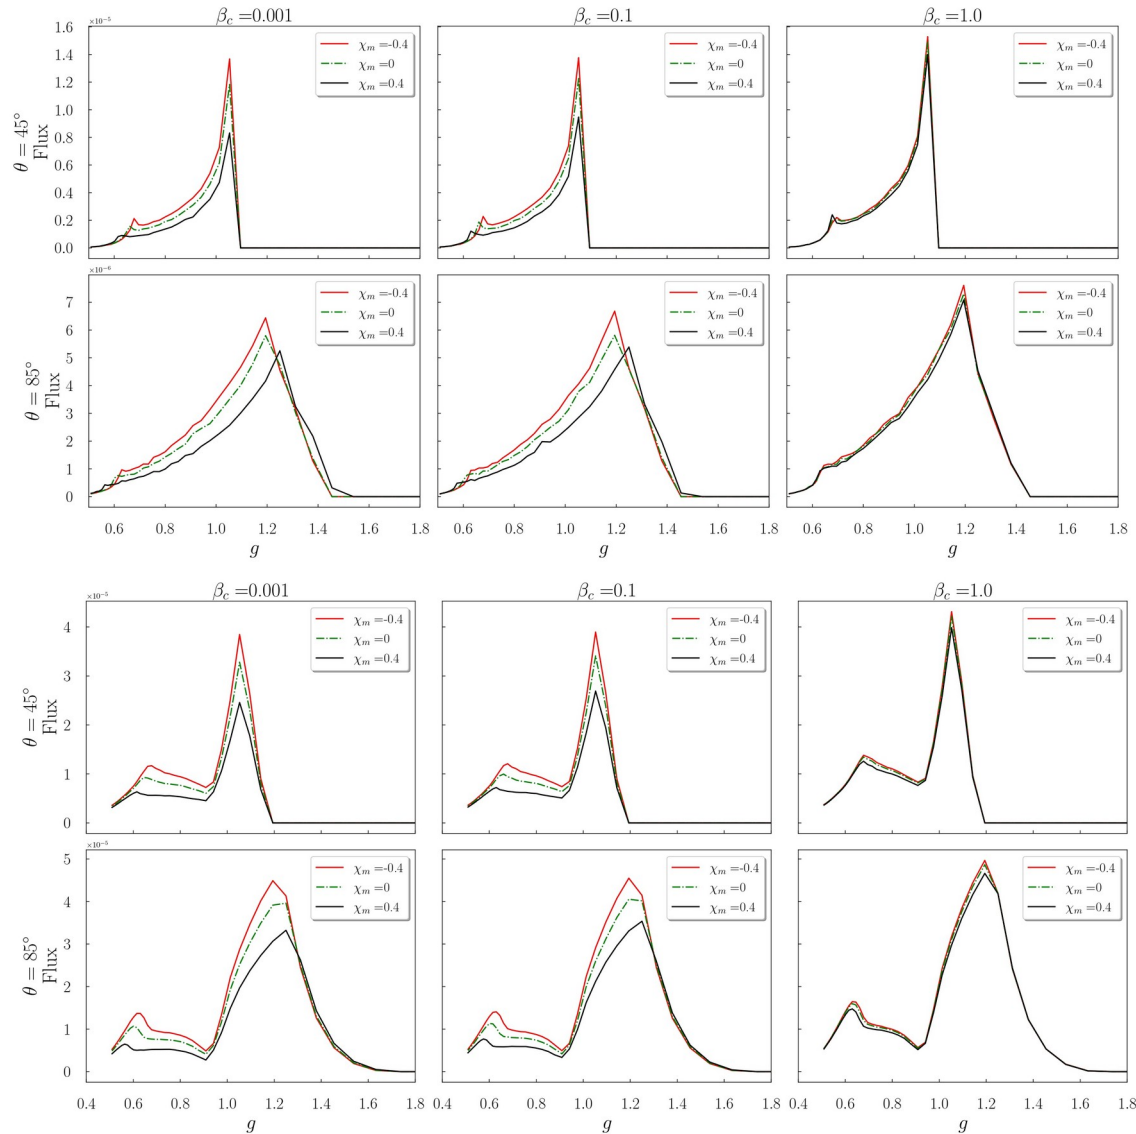 β_c =0.001
β_c =0.1
β_c =1.0
×10⁻⁵
1.6
1.4
1.2
1.0
0.8
0.6
0.4
0.2
0.0
θ = 45°
Flux
χ_m =-0.4
χ_m =0
χ_m =0.4
χ_m =-0.4
χ_m =0
χ_m =0.4
χ_m =-0.4
χ_m =0
χ_m =0.4
×10⁻⁶
7
6
5
4
3
2
1
0
θ = 85°
Flux
χ_m =-0.4
χ_m =0
χ_m =0.4
χ_m =-0.4
χ_m =0
χ_m =0.4
χ_m =-0.4
χ_m =0
χ_m =0.4
0.6 0.8 1.0 1.2 1.4 1.6 1.8
0.6 0.8 1.0 1.2 1.4 1.6 1.8
0.6 0.8 1.0 1.2 1.4 1.6 1.8
g
g
g
β_c =0.001
β_c =0.1
β_c =1.0
×10⁻⁵
4
3
2
1
0
θ = 45°
Flux
χ_m =-0.4
χ_m =0
χ_m =0.4
χ_m =-0.4
χ_m =0
χ_m =0.4
χ_m =-0.4
χ_m =0
χ_m =0.4
×10⁻⁵
5
4
3
2
1
0
θ = 85°
Flux
χ_m =-0.4
χ_m =0
χ_m =0.4
χ_m =-0.4
χ_m =0
χ_m =0.4
χ_m =-0.4
χ_m =0
χ_m =0.4
0.4 0.6 0.8 1.0 1.2 1.4 1.6 1.8
0.4 0.6 0.8 1.0 1.2 1.4 1.6 1.8
0.4 0.6 0.8 1.0 1.2 1.4 1.6 1.8
g
g
g